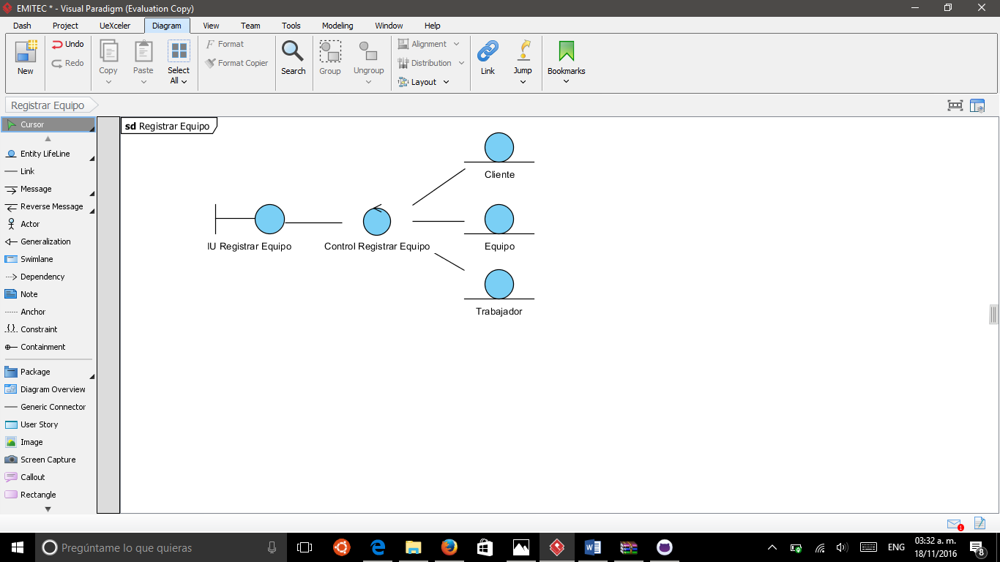 EMITEC * - Visual Paradigm (Evaluation Copy)
Dash Project UeXceler Diagram View Team Tools Modeling Window Help
New
Undo
Redo
Copy
Paste
Select
All
Format
Format Copier
Search
Group
Ungroup
Alignment
Distribution
Layout
Link
Jump
Bookmarks
Registrar Equipo
Cursor
Entity LifeLine
Link
Message
Reverse Message
Actor
Generalization
Swimlane
Dependency
Note
Anchor
Constraint
Containment
Package
Diagram Overview
Generic Connector
User Story
Image
Screen Capture
Callout
Rectangle
sd Registrar Equipo
Cliente
IU Registrar Equipo
Control Registrar Equipo
Equipo
Trabajador
1
Pregúntame lo que quieras
ENG
03:32 a. m.
18/11/2016
8